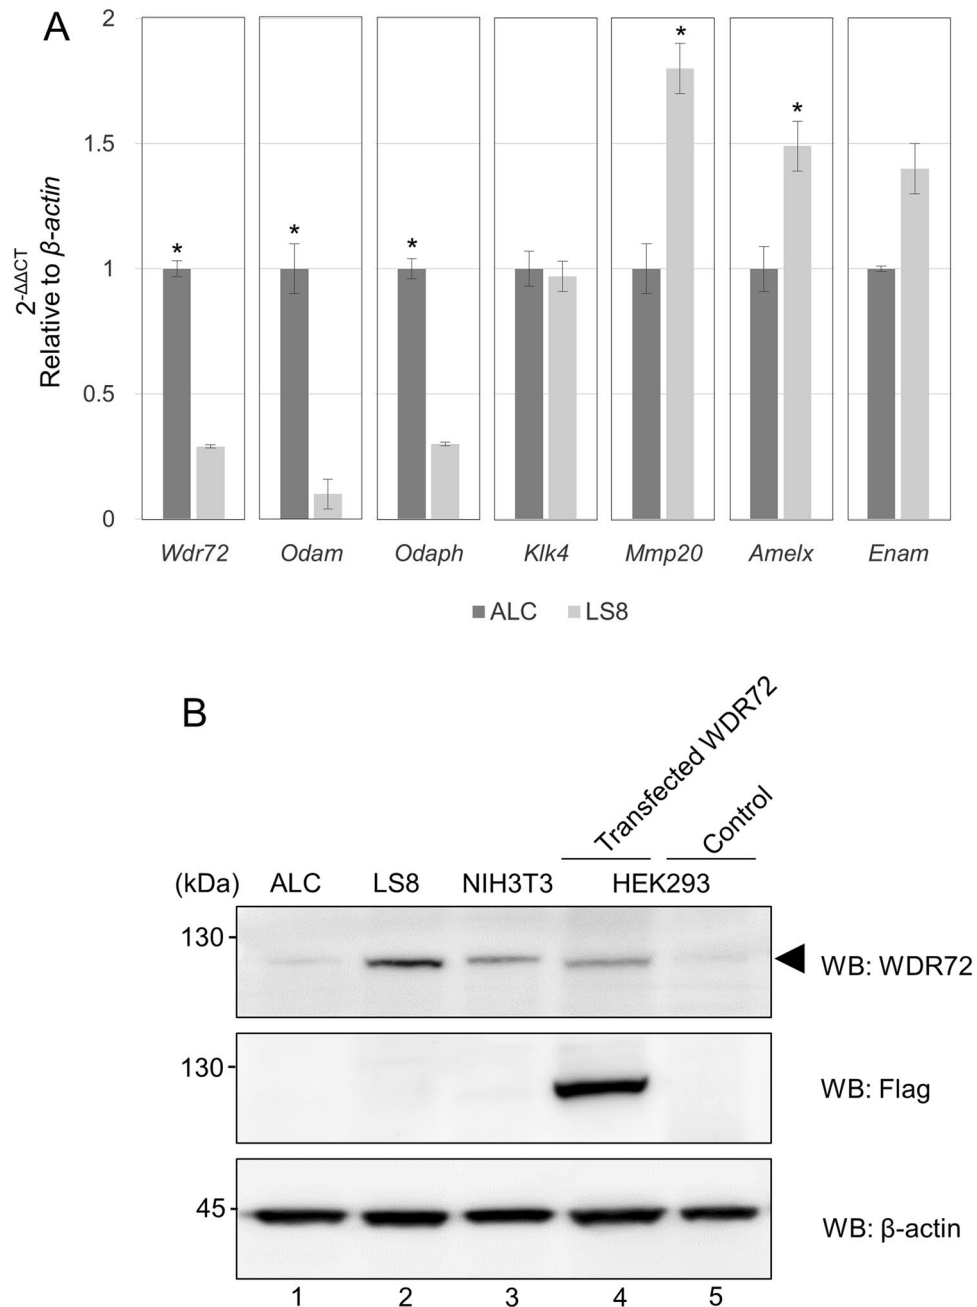 A
2
1.5
1
0.5
0
2-ΔΔCT
Relative to β-actin
* * * * *
Wdr72 Odam Odaph Klk4 Mmp20 Amelx Enam
ALC LS8
B
Transfected WDR72
Control
(kDa) ALC LS8 NIH3T3 HEK293
130
WB: WDR72
130
WB: Flag
45
WB: β-actin
1 2 3 4 5